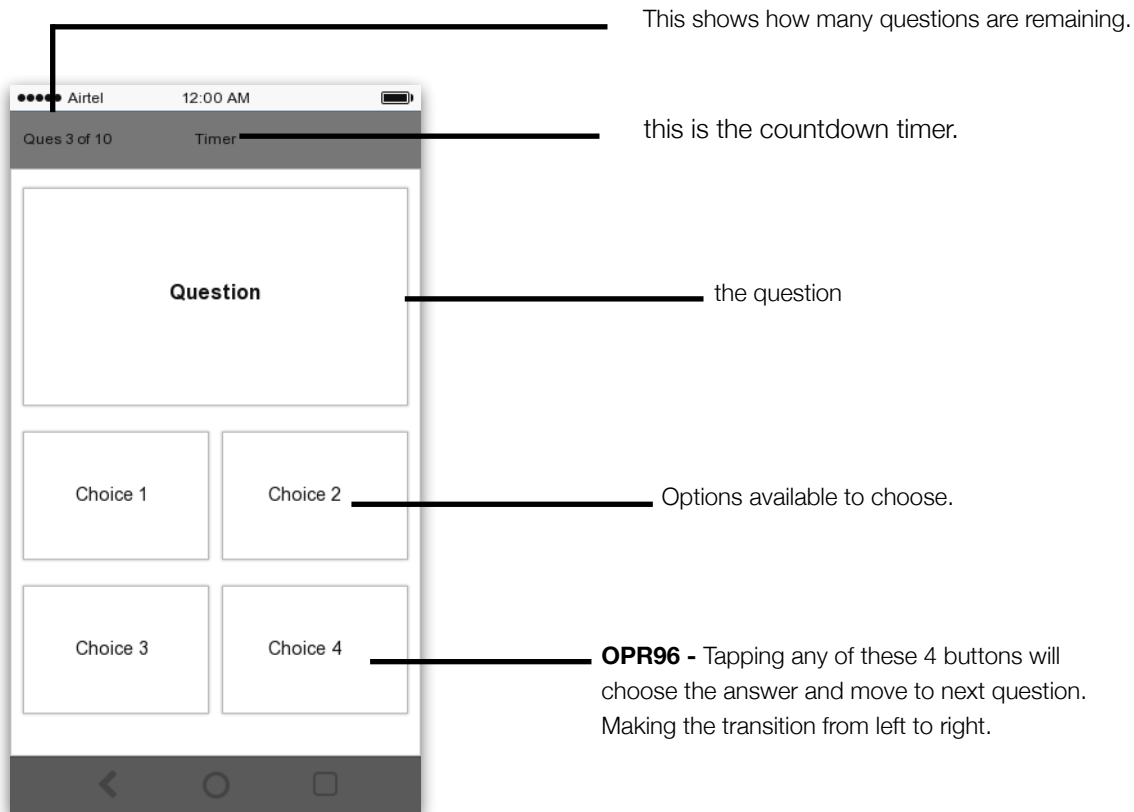 This shows how many questions are remaining.
Airtel 12:00 AM
Ques 3 of 10 Timer
this is the countdown timer.
Question
the question
Choice 1 Choice 2
Options available to choose.
Choice 3 Choice 4
OPR96 - Tapping any of these 4 buttons will
choose the answer and move to next question.
Making the transition from left to right.